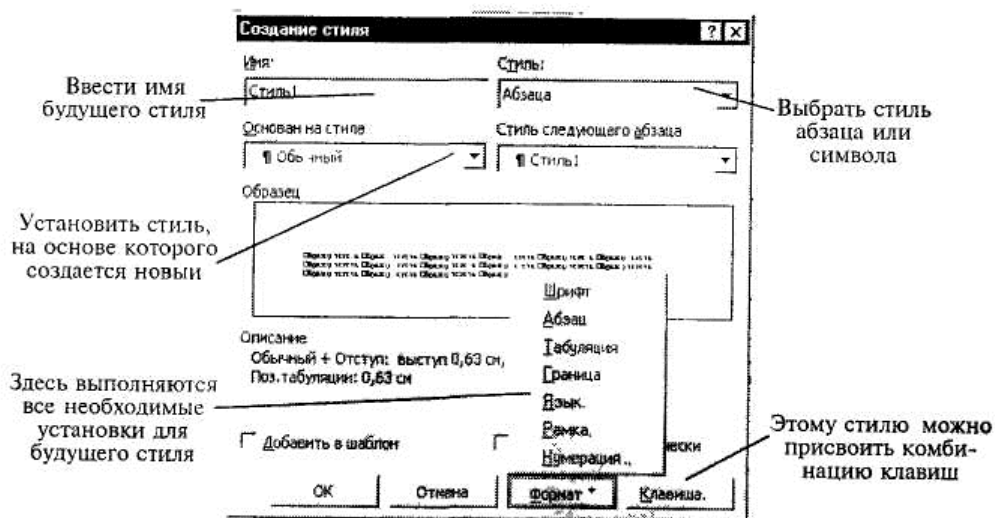 Создание стиля
Имя:
Стиль:
Ввести имя
будущего стиля
Стиль1
Абзаца
Выбрать стиль
абзаца или
символа
Основан на стиле
Стиль следующего абзаца
¶ Обычный
¶ Стиль1
Образец
Установить стиль,
на основе которого
создается новыи
Шрифт
Абзац
Табуляция
Граница
Язык.
Рамка.
Нумерация..
Описание
Обычный + Отступ: выступ 0,63 см,
Поз.табуляции: 0,63 см
Здесь выполняются
все необходимые
установки для
будущего стиля
Добавить в шаблон
Этому стилю можно
присвоить комби-
нацию клавиш
ОК
Отмена
Формат
Клавиша.